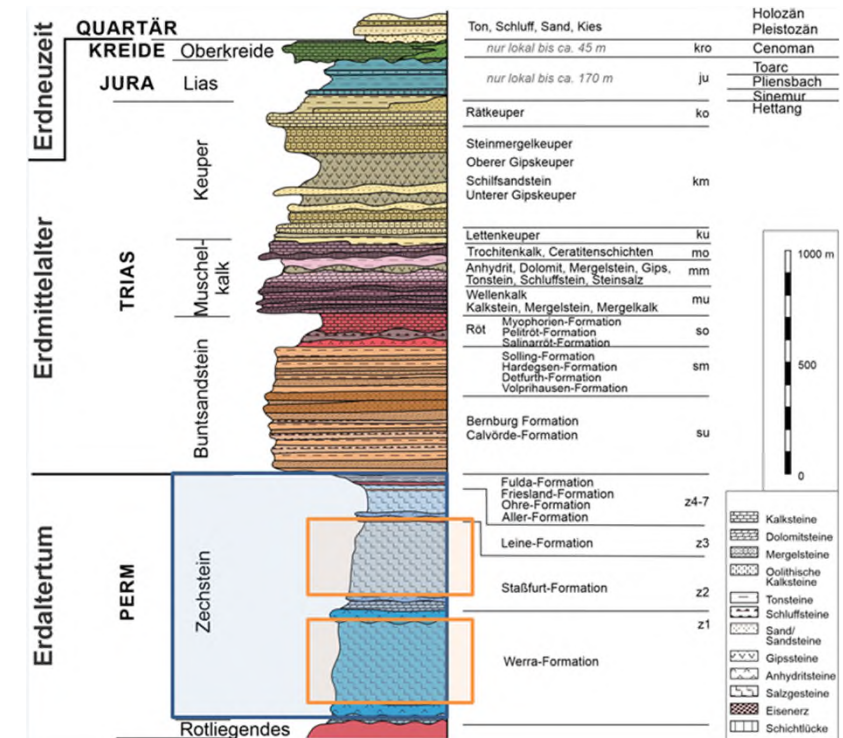 Erdneuzeit
QUARTÄR
KREIDE
Oberkreide
JURA
Lias
Erdmittelalter
TRIAS
Keuper
Muschel-
kalk
Buntsandstein
Erdaltertum
PERM
Zechstein
Rotliegendes
Ton, Schluff, Sand, Kies
nur lokal bis ca. 45 m kro
nur lokal bis ca. 170 m ju
Rätkeuper ko
Steinmergelkeuper
Oberer Gipskeuper
Schilfsandstein km
Unterer Gipskeuper
Lettenkeuper ku
Trochitenkalk, Ceratitenschichten mo
Anhydrit, Dolomit, Mergelstein, Gips, mm
Tonstein, Schluffstein, Steinsalz
Wellenkalk mu
Kalkstein, Mergelstein, Mergelkalk
Röt so
Myophorien-Formation
Pelitröt-Formation
Salinarröt-Formation
Solling-Formation
Hardegsen-Formation sm
Detfurth-Formation
Volprihausen-Formation
Bernburg Formation
Calvörde-Formation su
Fulda-Formation
Friesland-Formation z4-7
Ohre-Formation
Aller-Formation
Leine-Formation z3
Staßfurt-Formation z2
z1
Werra-Formation
Holozän
Pleistozän
Cenoman
Toarc
Pliensbach
Sinemur
Hettang
1000 m
500
0
Kalksteine
Dolomitsteine
Mergelsteine
Oolithische
Kalksteine
Tonsteine
Schluffsteine
Sand/
Sandsteine
Gipssteine
Anhydritsteine
Salzgesteine
Eisenerz
Schichtlücke